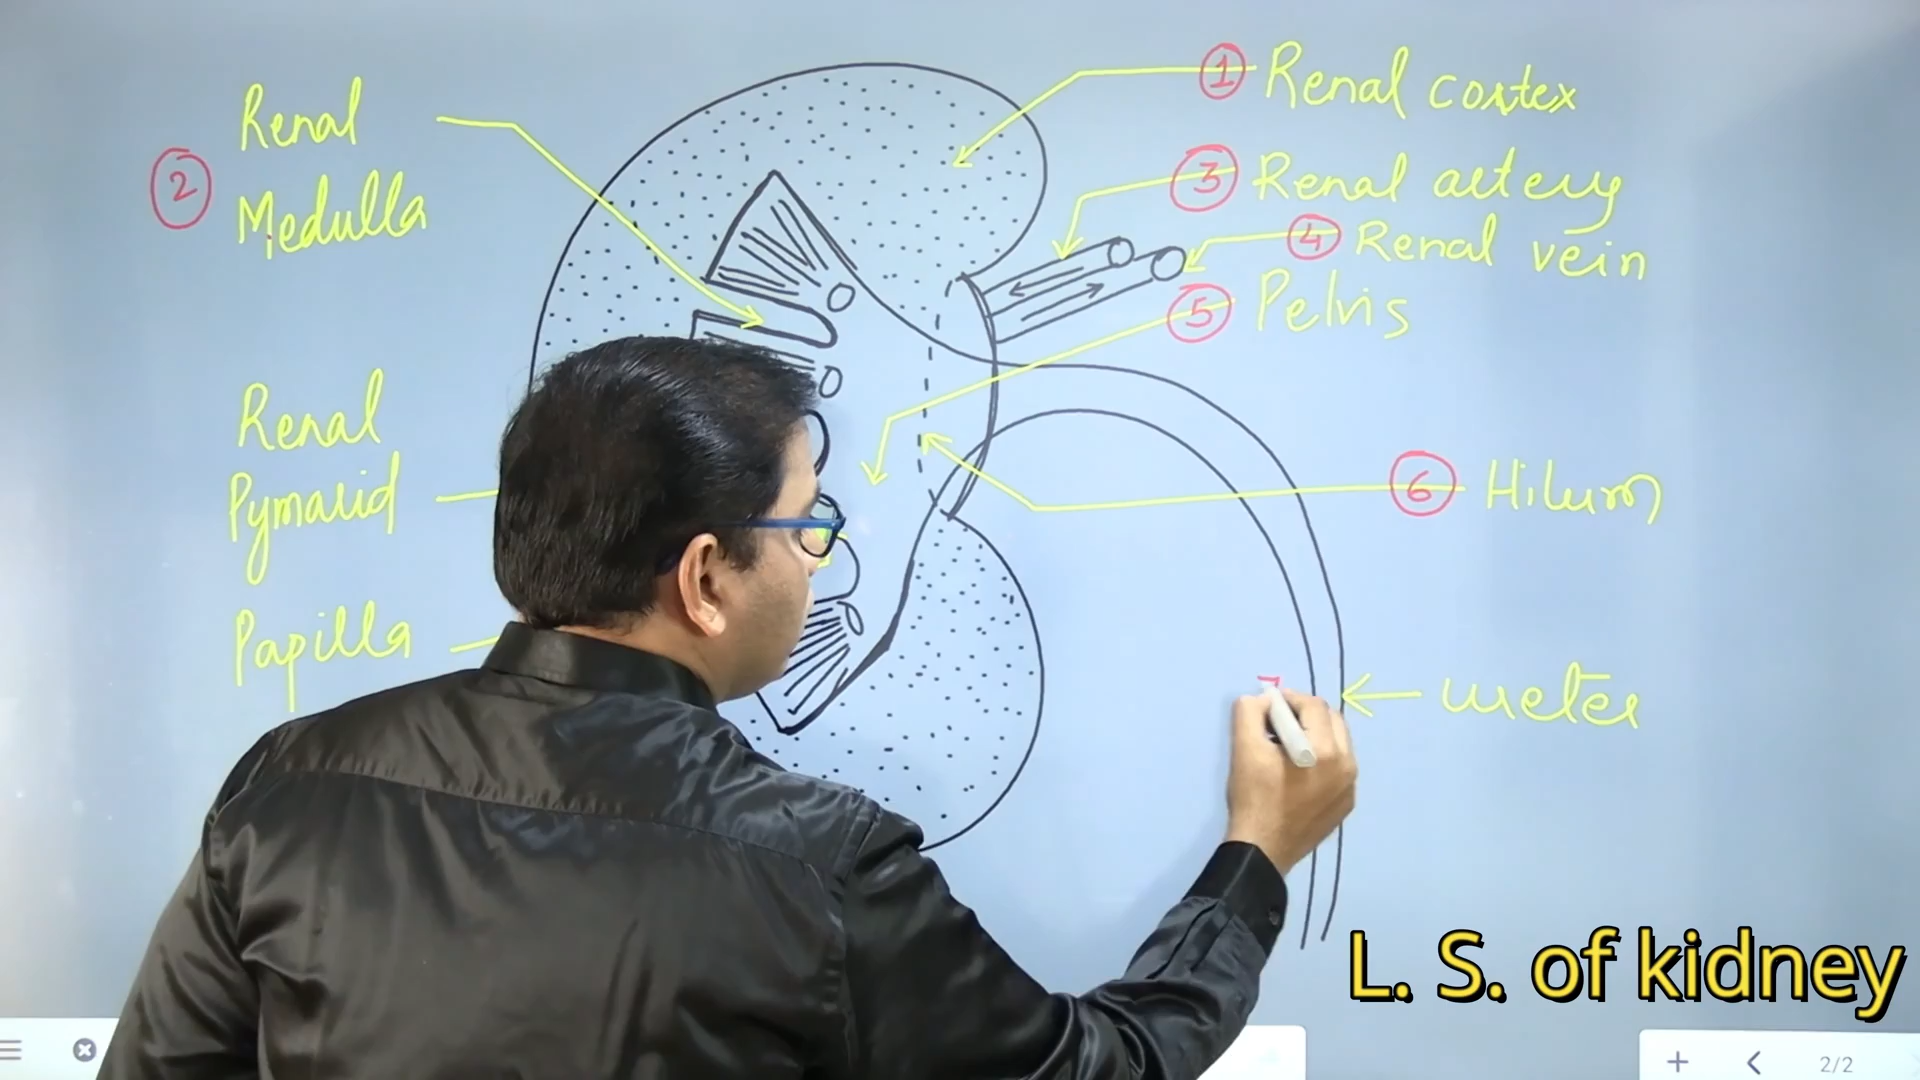 Renal
② Medulla
Renal
Pymarid
Papilla
① Renal cortex
③ Renal artery
④ Renal vein
⑤ Pelvis
⑥ Hilum
ureter
L. S. of kidney
2/2